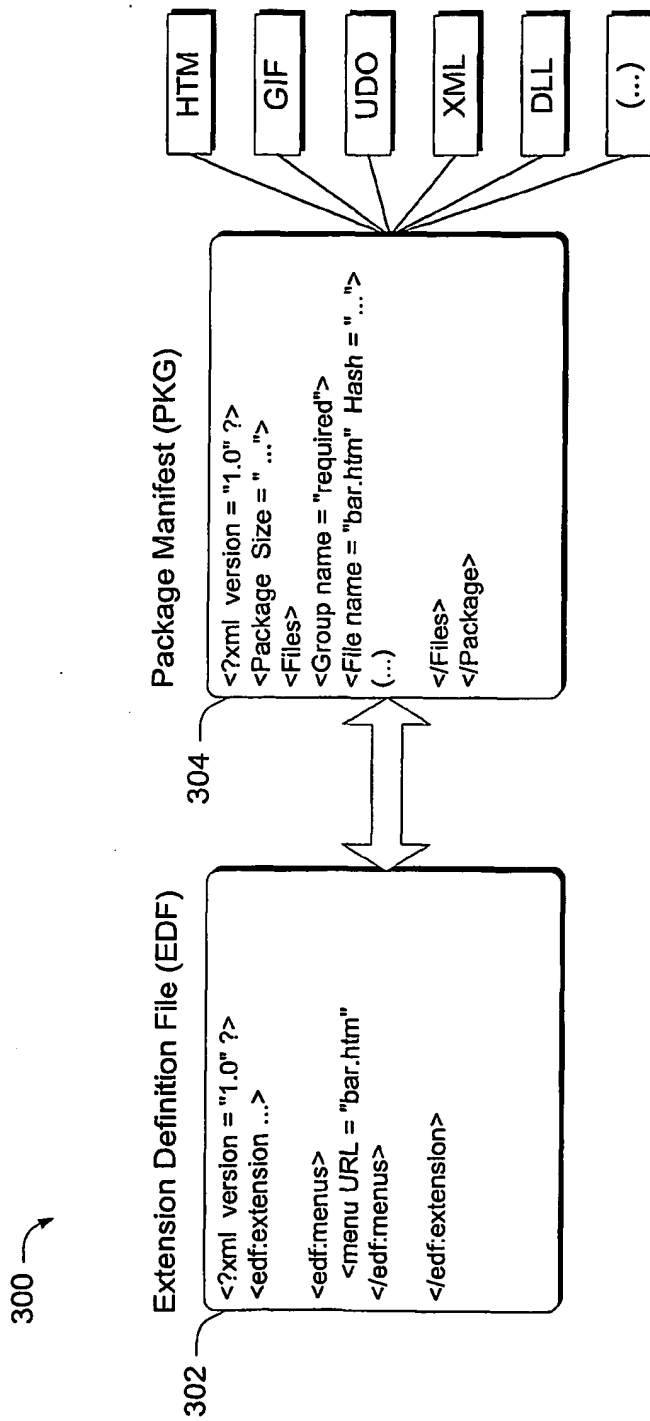 300
Extension Definition File (EDF)
302
<?xml version = "1.0" ?>
<edf:extension ...>
<edf:menus>
<menu URL = "bar.htm"
</edf:menus>
</edf:extension>
Package Manifest (PKG)
304
<?xml version = "1.0" ?>
<Package Size = " ...">
<Files>
<Group name = "required">
<File name = "bar.htm" Hash = "...">
(...)
</Files>
</Package>
HTM
GIF
UDO
XML
DLL
(...)